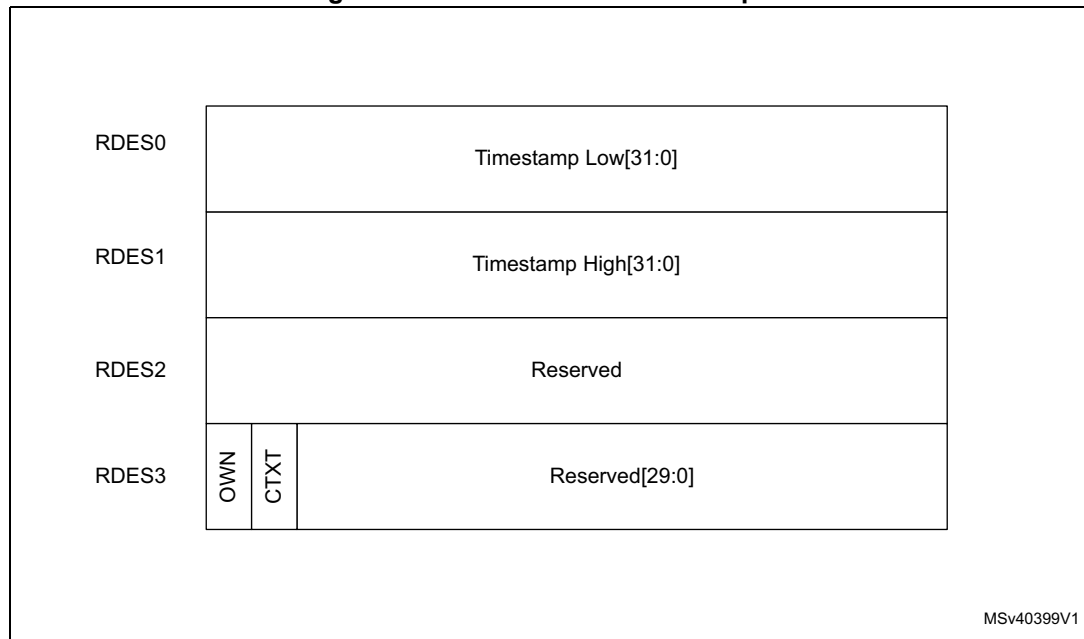 RDES0
Timestamp Low[31:0]
RDES1
Timestamp High[31:0]
RDES2
Reserved
RDES3
OWN
CTXT
Reserved[29:0]
MSv40399V1